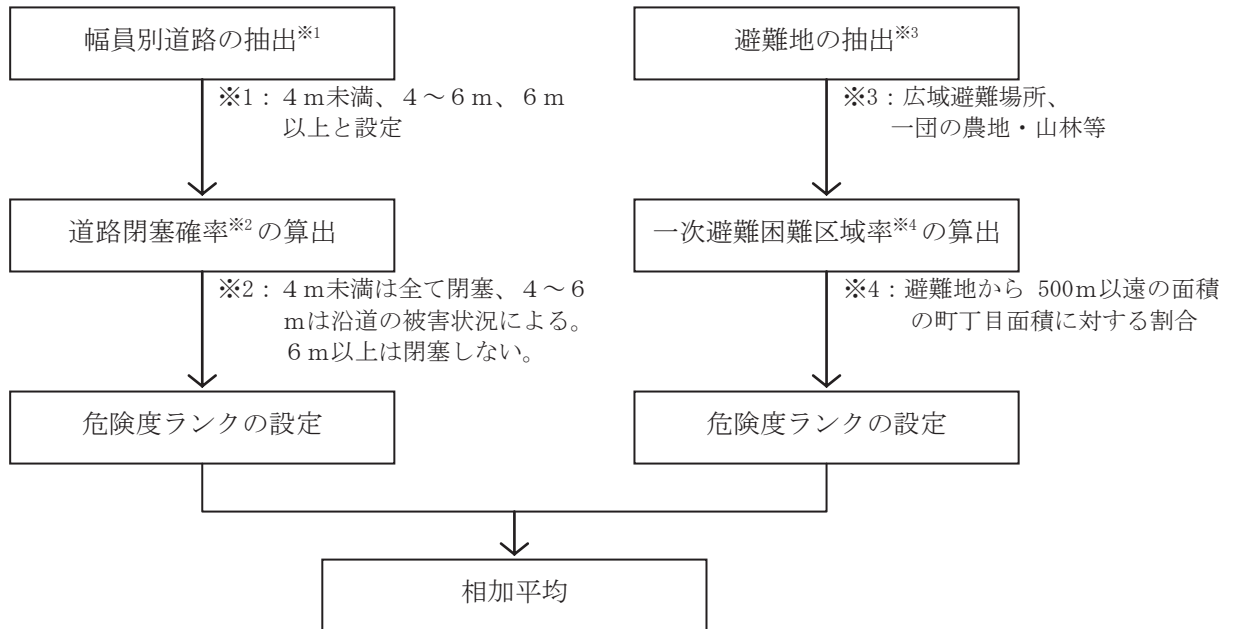 幅員別道路の抽出※1
避難地の抽出※3
※1：４ｍ未満、４～６ｍ、６ｍ
以上と設定
※3：広域避難場所、
一団の農地・山林等
道路閉塞確率※2の算出
一次避難困難区域率※4の算出
※2：４ｍ未満は全て閉塞、４～６
ｍは沿道の被害状況による。
６ｍ以上は閉塞しない。
※4：避難地から 500ｍ以遠の面積
の町丁目面積に対する割合
危険度ランクの設定
危険度ランクの設定
相加平均